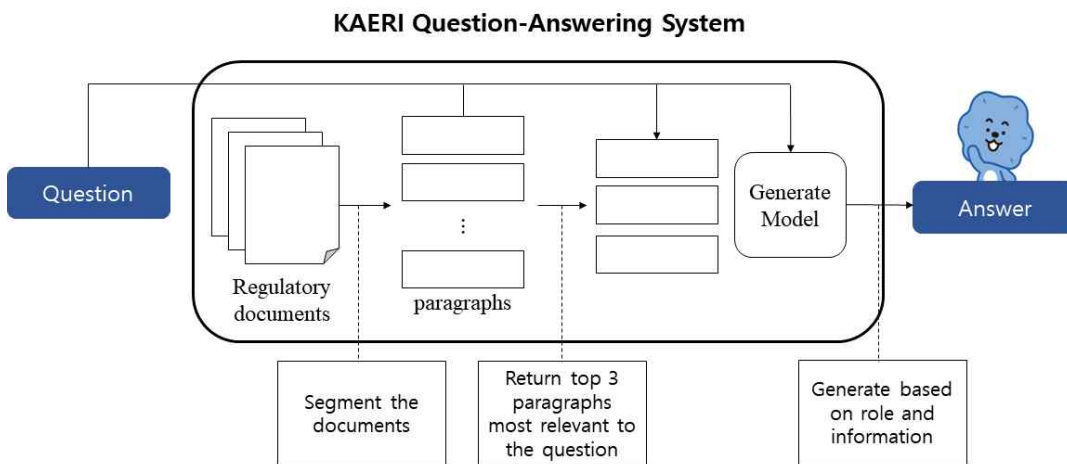 KAERI Question-Answering System
Question
Regulatory
documents
paragraphs
...
Generate
Model
Answer
Segment the
documents
Return top 3
paragraphs
most relevant to
the question
Generate based
on role and
information